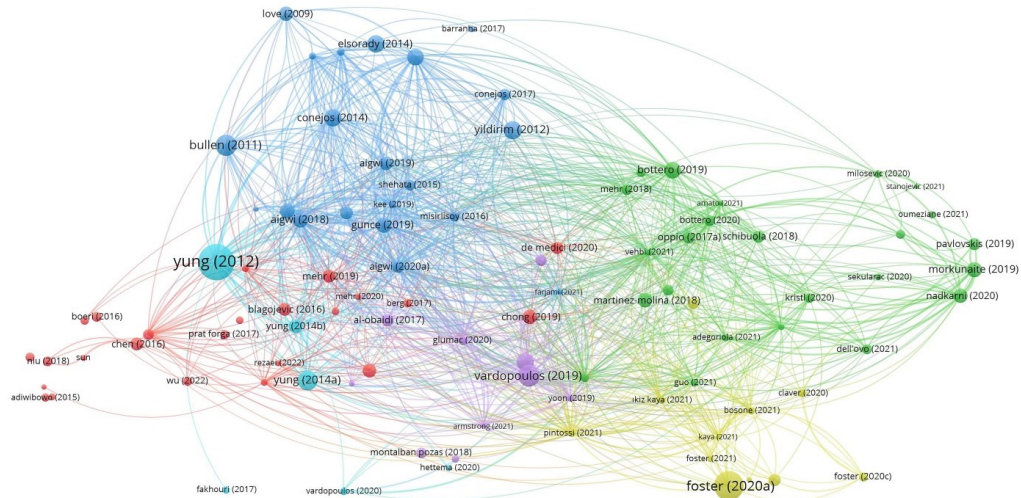 love (2009)
barranha (2017)
elsorady (2014)
conejos (2017)
conejos (2014)
yildirim (2012)
bullen (2011)
aigwi (2019)
bottero (2019)
milosevic (2020)
shehata (2015)
mehr (2018)
stanojevic (2021)
kee (2019)
amato (2021)
aigwi (2018)
misirlisoy (2016)
bottero (2020)
oumeziane (2021)
gunce (2019)
oppio (2017a)
schibuola (2018)
de medici (2020)
pavlovskis (2019)
vehbi (2021)
yung (2012)
aigwi (2020a)
morkunaite (2019)
mehr (2019)
sekularac (2020)
farjami (2021)
mehr (2020)
nadkarni (2020)
kristl (2020)
martinez-molina (2018)
berg (2017)
blagojevic (2016)
boeri (2016)
chong (2019)
al-obaidi (2017)
yung (2014b)
prat forga (2017)
adegoriola (2021)
glumac (2020)
chen (2016)
dell'ovo (2021)
sun
niu (2018)
rezaei (2022)
vardopoulos (2019)
wu (2022)
yung (2014a)
guo (2021)
claver (2020)
adiwibowo (2015)
yoon (2019)
ikiz kaya (2021)
bosone (2021)
armstrong (2021)
pintossi (2021)
kaya (2021)
montalban pozas (2018)
foster (2021)
hettema (2020)
foster (2020c)
foster (2020a)
fakhouri (2017)
vardopoulos (2020)